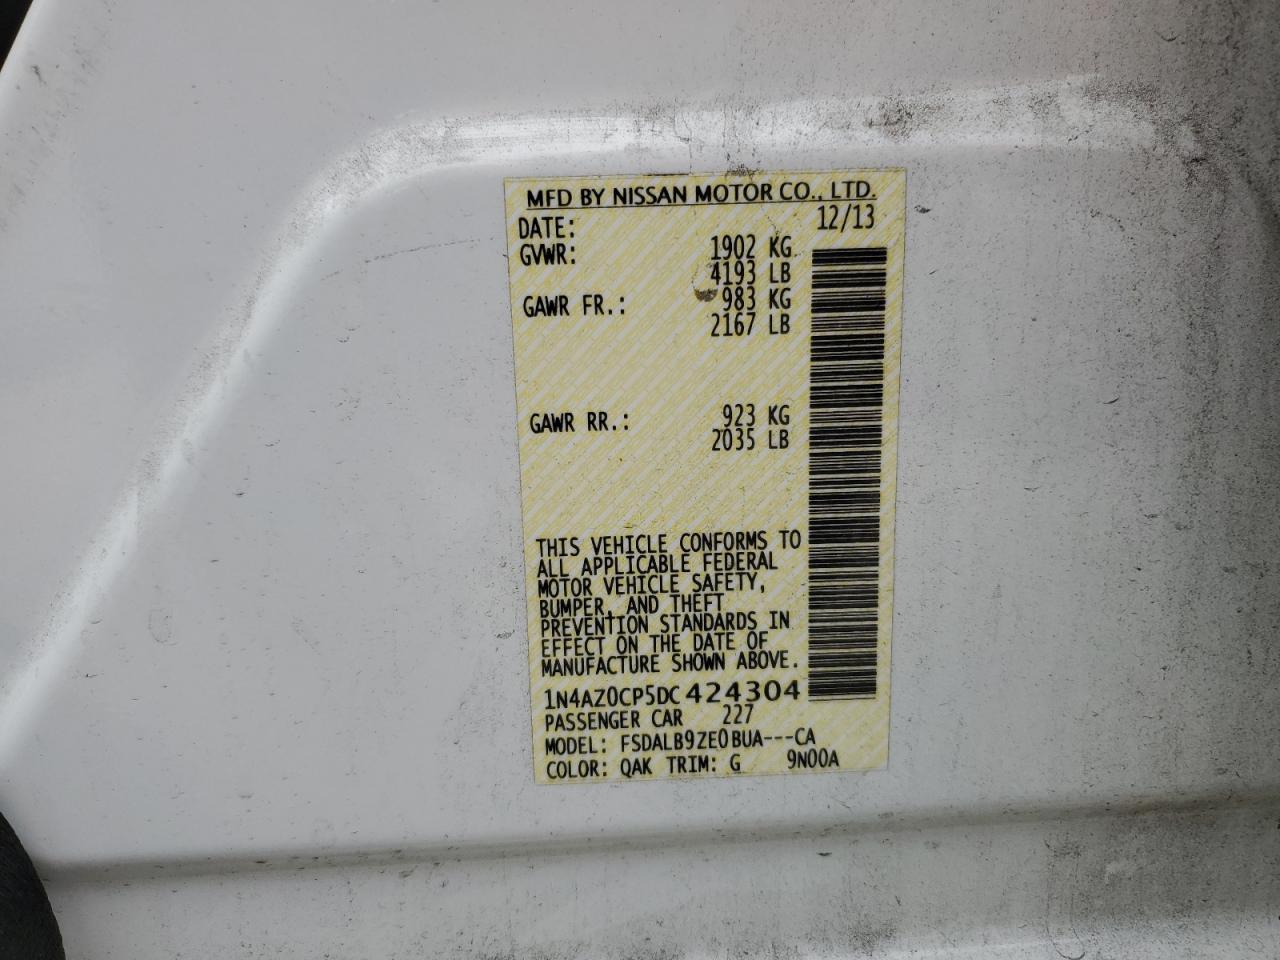 MFD BY NISSAN MOTOR CO., LTD.
DATE: 12/13
GVWR: 1902 KG
4193 LB
GAWR FR.: 983 KG
2167 LB
GAWR RR.: 923 KG
2035 LB
THIS VEHICLE CONFORMS TO
ALL APPLICABLE FEDERAL
MOTOR VEHICLE SAFETY,
BUMPER, AND THEFT
PREVENTION STANDARDS IN
EFFECT ON THE DATE OF
MANUFACTURE SHOWN ABOVE.
1N4AZ0CP5DC424304
PASSENGER CAR 227
MODEL: FSDALB9ZE0BUA---CA
COLOR: QAK TRIM: G 9N00A